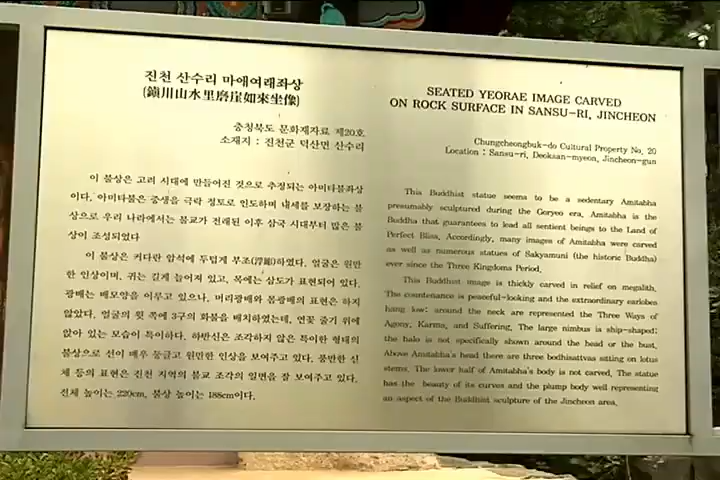 진천 산수리 마애여래좌상
(鎭川山水里磨崖如來坐像)
충청북도 문화재자료 제20호
소재지 : 진천군 덕산면 산수리
이 불상은 고려 시대에 만들어진 것으로 추정되는 아미타불좌상
이다. 아미타불은 중생을 극락 정토로 인도하며 내세를 보장하는 불
상으로 우리 나라에서는 불교가 전래된 이후 삼국 시대부터 많은 불
상이 조성되었다
이 불상은 커다란 암석에 두텁게 부조(浮彫)하였다. 얼굴은 원만
한 인상이며, 귀는 길게 늘어져 있고, 목에는 삼도가 표현되어 있다.
광배는 배모양을 이루고 있으나, 머리광배와 몸광배의 표현은 하지
않았다. 얼굴의 윗 쪽에 3구의 화불을 배치하였는데, 연꽃 줄기 위에
앉아 있는 모습이 특이하다. 하반신은 조각하지 않은 특이한 형태의
불상으로 선이 매우 둥글고 원만한 인상을 보여주고 있다. 풍만한 신
체 등의 표현은 진천 지역의 불교 조각의 일면을 잘 보여주고 있다.
전체 높이는 220cm, 불상 높이는 188cm이다.
SEATED YEORAE IMAGE CARVED
ON ROCK SURFACE IN SANSU-RI, JINCHEON
Chungcheongbuk-do Cultural Property No. 20
Location : Sansu-ri, Deoksan-myeon, Jincheon-gun
This Buddhist statue seems to be a sedentary Amitabha
presumably sculptured during the Goryeo era, Amitabha is the
Buddha that guarantees to lead all sentient beings to the Land of
Perfect Bliss, Accordingly, many images of Amitabha were carved
as well as numerous statues of Sakyamuni (the historic Buddha)
ever since the Three Kingdoms Period.
This Buddhist image is thickly carved in relief on megalith.
The countenance is peaceful-looking and the extraordinary earlobes
hang low: around the neck are represented the Three Ways of
Agony, Karma, and Suffering, The large nimbus is ship-shaped:
the halo is not specifically shown around the head or the bust,
Above Amitabha's head there are three bodhisattvas sitting on lotus
stems. The lower half of Amitabha's body is not carved, The statue
has the beauty of its curves and the plump body well representing
an aspect of the Buddhist sculpture of the Jincheon area.